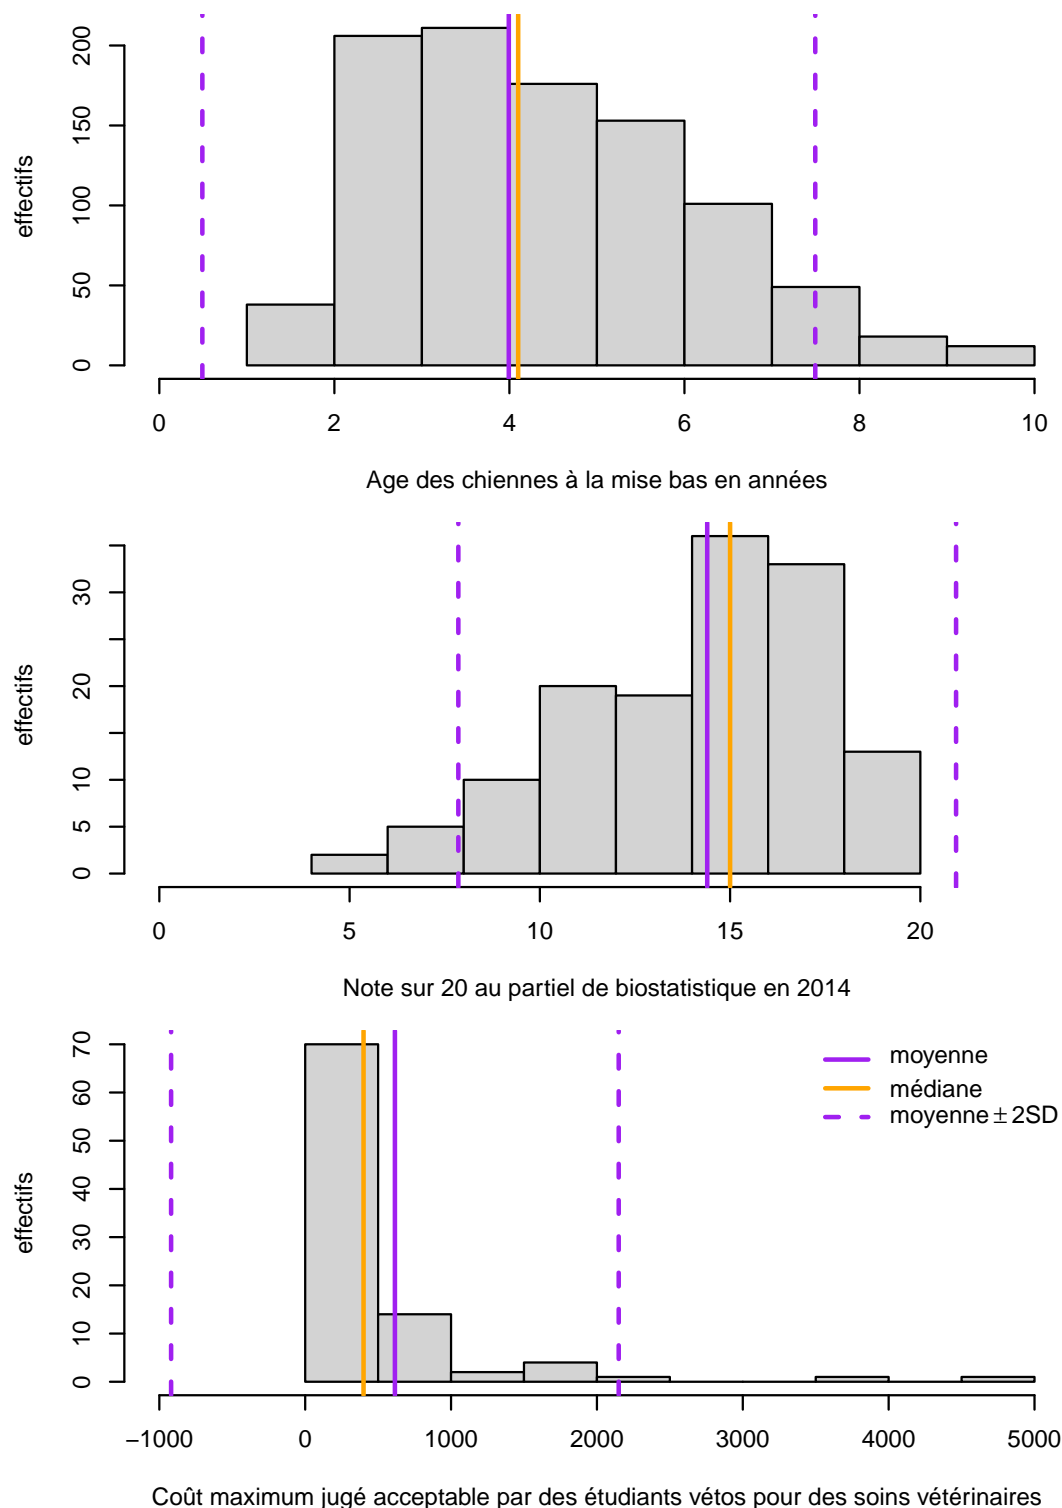 effectifs
200
150
100
50
0
0 2 4 6 8 10
Age des chiennes à la mise bas en années
effectifs
30
20
10
5
0
0 5 10 15 20
Note sur 20 au partiel de biostatistique en 2014
effectifs
70
60
50
40
30
20
10
0
moyenne
médiane
moyenne ± 2SD
−1000 0 1000 2000 3000 4000 5000
Coût maximum jugé acceptable par des étudiants vétos pour des soins vétérinaires